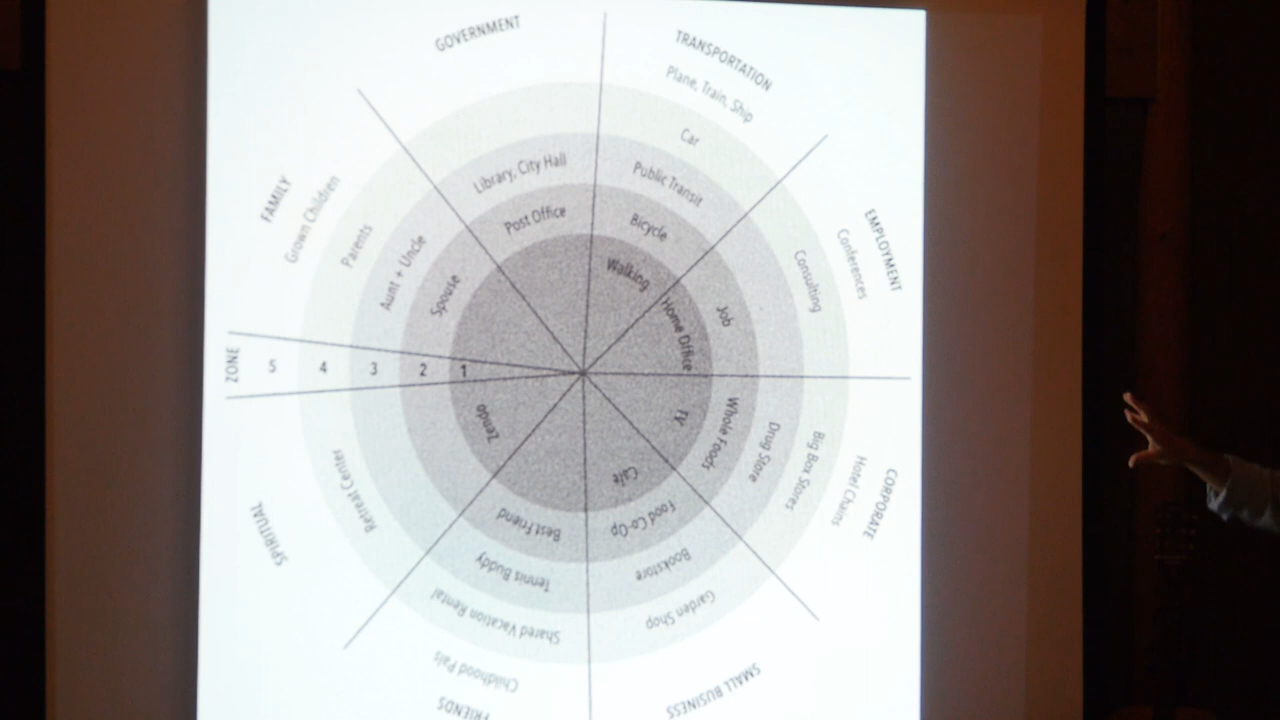 GOVERNMENT
Library, City Hall
Post Office
TRANSPORTATION
Plane, Train, Ship
Car
Public Transit
Bicycle
Walking
EMPLOYMENT
Conferences
Consulting
Job
Home Office
CORPORATE
Hotel Chains
Big Box Stores
Drug Store
Whole Foods
TV
SMALL BUSINESS
Garden Shop
Bookstore
Food Co-Op
Cafe
FRIENDS
Childhood Pals
Shared Vacation Rental
Tennis Buddy
Best Friend
SPIRITUAL
Retreat Center
Zendo
ZONE 5 4 3 2 1
FAMILY
Grown Children
Parents
Aunt + Uncle
Spouse